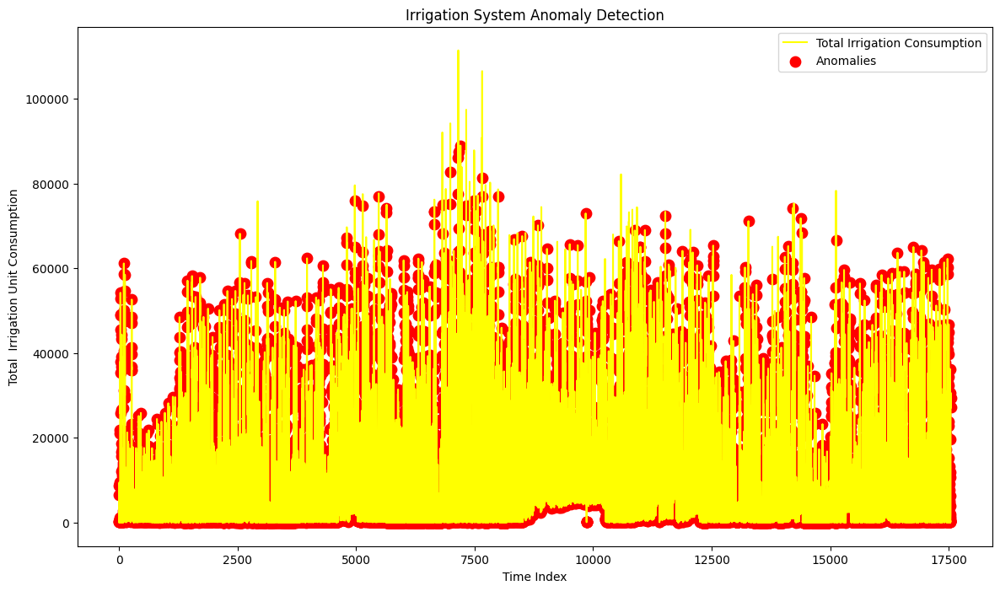 Irrigation System Anomaly Detection
Total Irrigation Consumption
Anomalies
Total  Irrigation Unit Consumption
100000
80000
60000
40000
20000
0
0 2500 5000 7500 10000 12500 15000 17500
Time Index